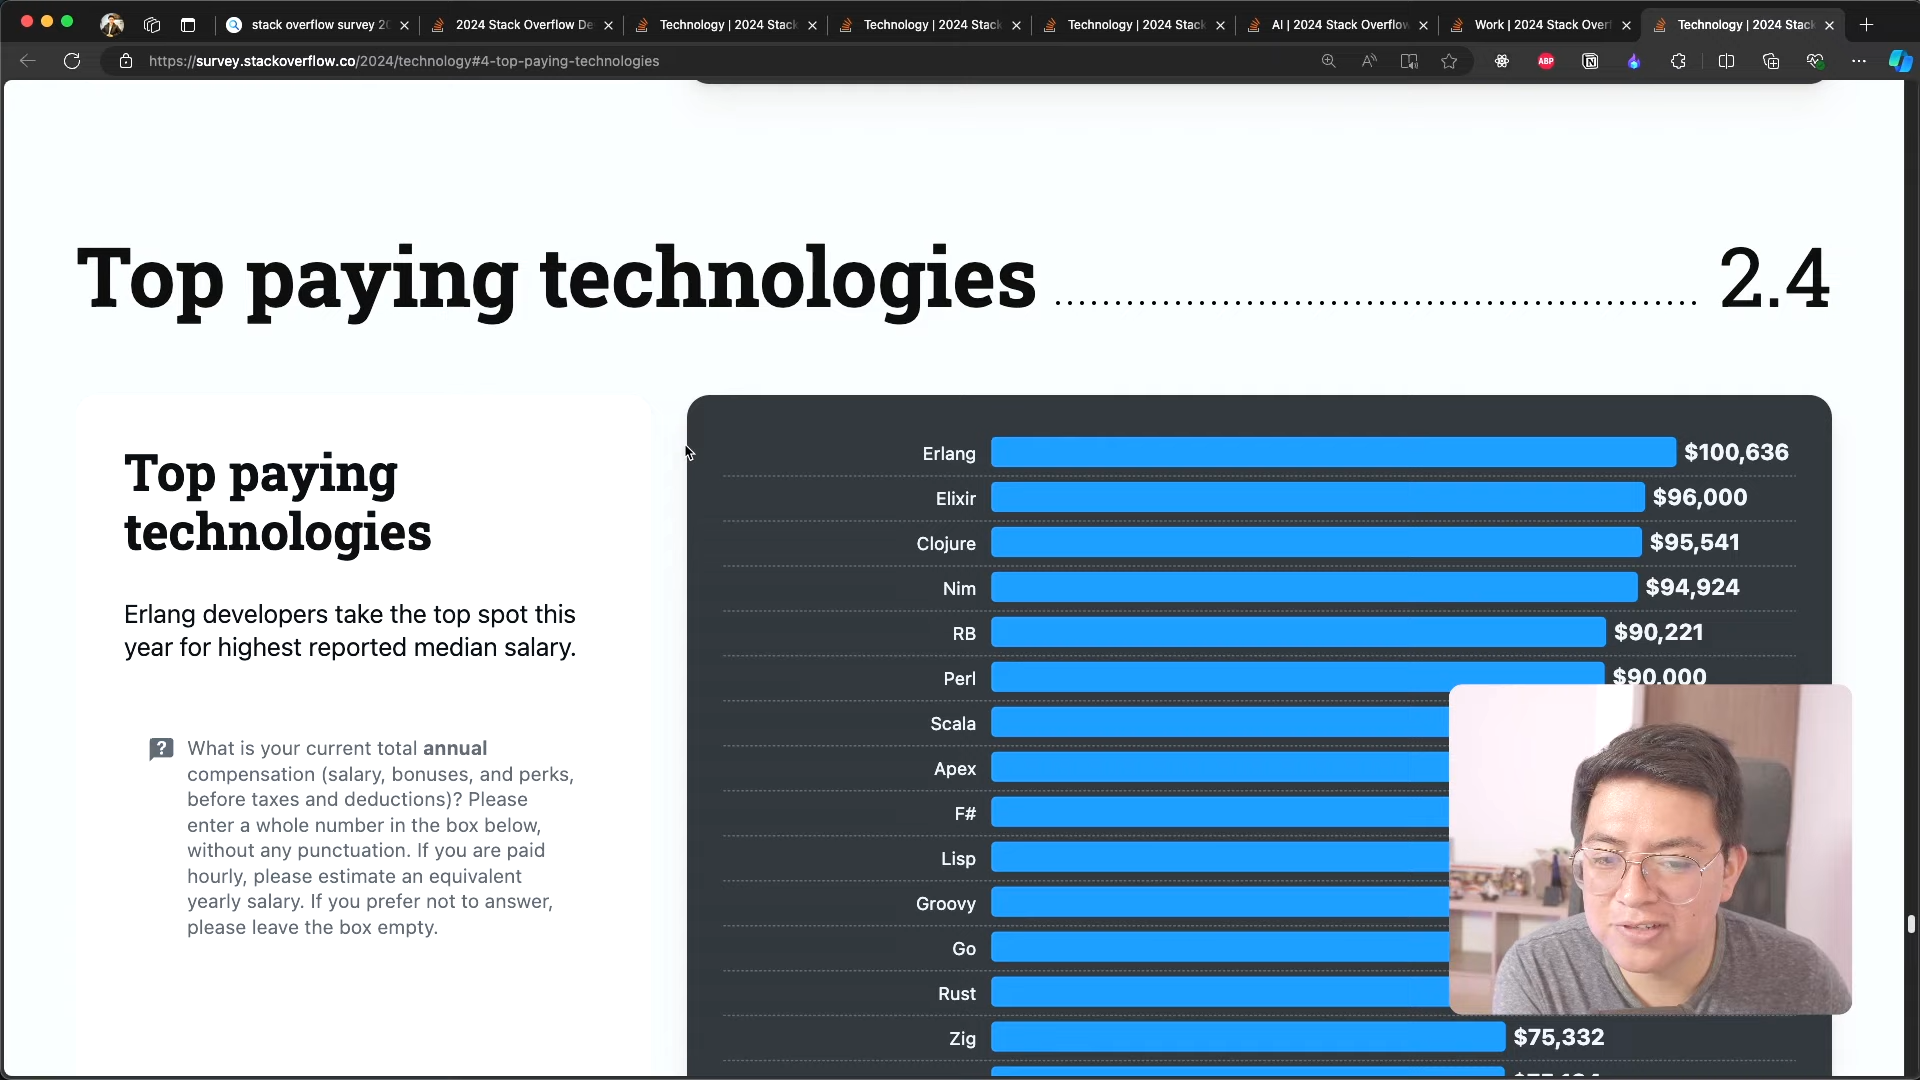 stack overflow survey 20
2024 Stack Overflow De
Technology | 2024 Stack
Technology | 2024 Stack
Technology | 2024 Stack
AI | 2024 Stack Overflow
Work | 2024 Stack Overf
Technology | 2024 Stack
https://survey.stackoverflow.co/2024/technology#4-top-paying-technologies
ABP
Top paying technologies 2.4
Top paying
technologies
Erlang developers take the top spot this
year for highest reported median salary.
? What is your current total annual
compensation (salary, bonuses, and perks,
before taxes and deductions)? Please
enter a whole number in the box below,
without any punctuation. If you are paid
hourly, please estimate an equivalent
yearly salary. If you prefer not to answer,
please leave the box empty.
Erlang $100,636
Elixir $96,000
Clojure $95,541
Nim $94,924
RB $90,221
Perl $90,000
Scala
Apex
F#
Lisp
Groovy
Go
Rust
Zig $75,332